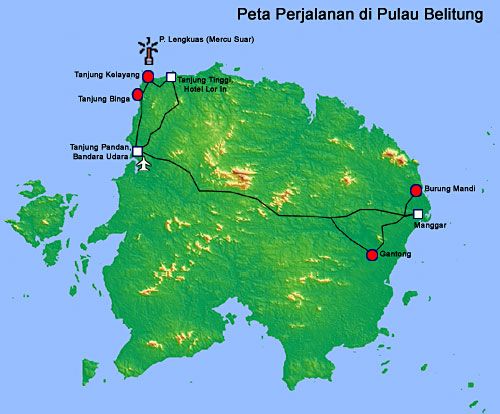 Peta Perjalanan di Pulau Belitung
P. Lengkuas (Mercu Suar)
Tanjung Kelayang
Tanjung Tinggi,
Hotel Lor In
Tanjung Binga
Tanjung Pandan,
Bandara Udara
Burung Mandi
Manggar
Gantong